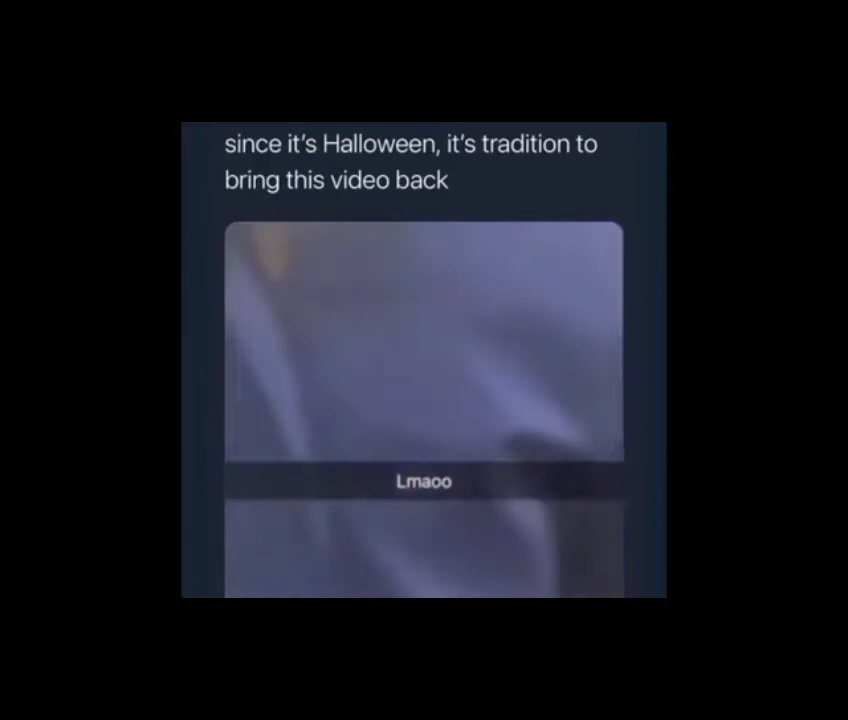 since it's Halloween, it's tradition to
bring this video back
Lmaoo